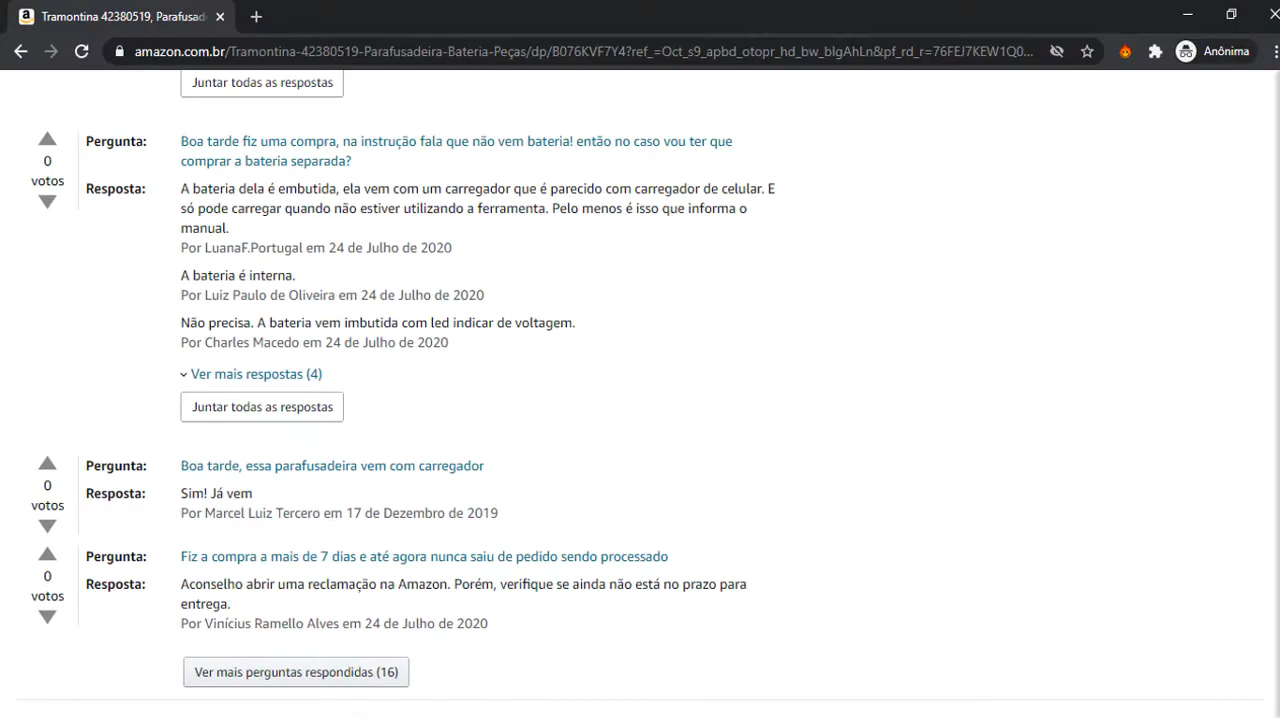 Tramontina 42380519, Parafusad
amazon.com.br/Tramontina-42380519-Parafusadeira-Bateria-Peças/dp/B076KVF7Y4?ref_=Oct_s9_apbd_otopr_hd_bw_blgAhLn&pf_rd_r=76FEJ7KEW1Q0...
Anônima
Juntar todas as respostas
0
votos
Pergunta:
Boa tarde fiz uma compra, na instrução fala que não vem bateria! então no caso vou ter que
comprar a bateria separada?
Resposta:
A bateria dela é embutida, ela vem com um carregador que é parecido com carregador de celular. E
só pode carregar quando não estiver utilizando a ferramenta. Pelo menos é isso que informa o
manual.
Por LuanaF.Portugal em 24 de Julho de 2020
A bateria é interna.
Por Luiz Paulo de Oliveira em 24 de Julho de 2020
Não precisa. A bateria vem imbutida com led indicar de voltagem.
Por Charles Macedo em 24 de Julho de 2020
Ver mais respostas (4)
Juntar todas as respostas
0
votos
Pergunta:
Boa tarde, essa parafusadeira vem com carregador
Resposta:
Sim! Já vem
Por Marcel Luiz Tercero em 17 de Dezembro de 2019
0
votos
Pergunta:
Fiz a compra a mais de 7 dias e até agora nunca saiu de pedido sendo processado
Resposta:
Aconselho abrir uma reclamação na Amazon. Porém, verifique se ainda não está no prazo para
entrega.
Por Vinícius Ramello Alves em 24 de Julho de 2020
Ver mais perguntas respondidas (16)